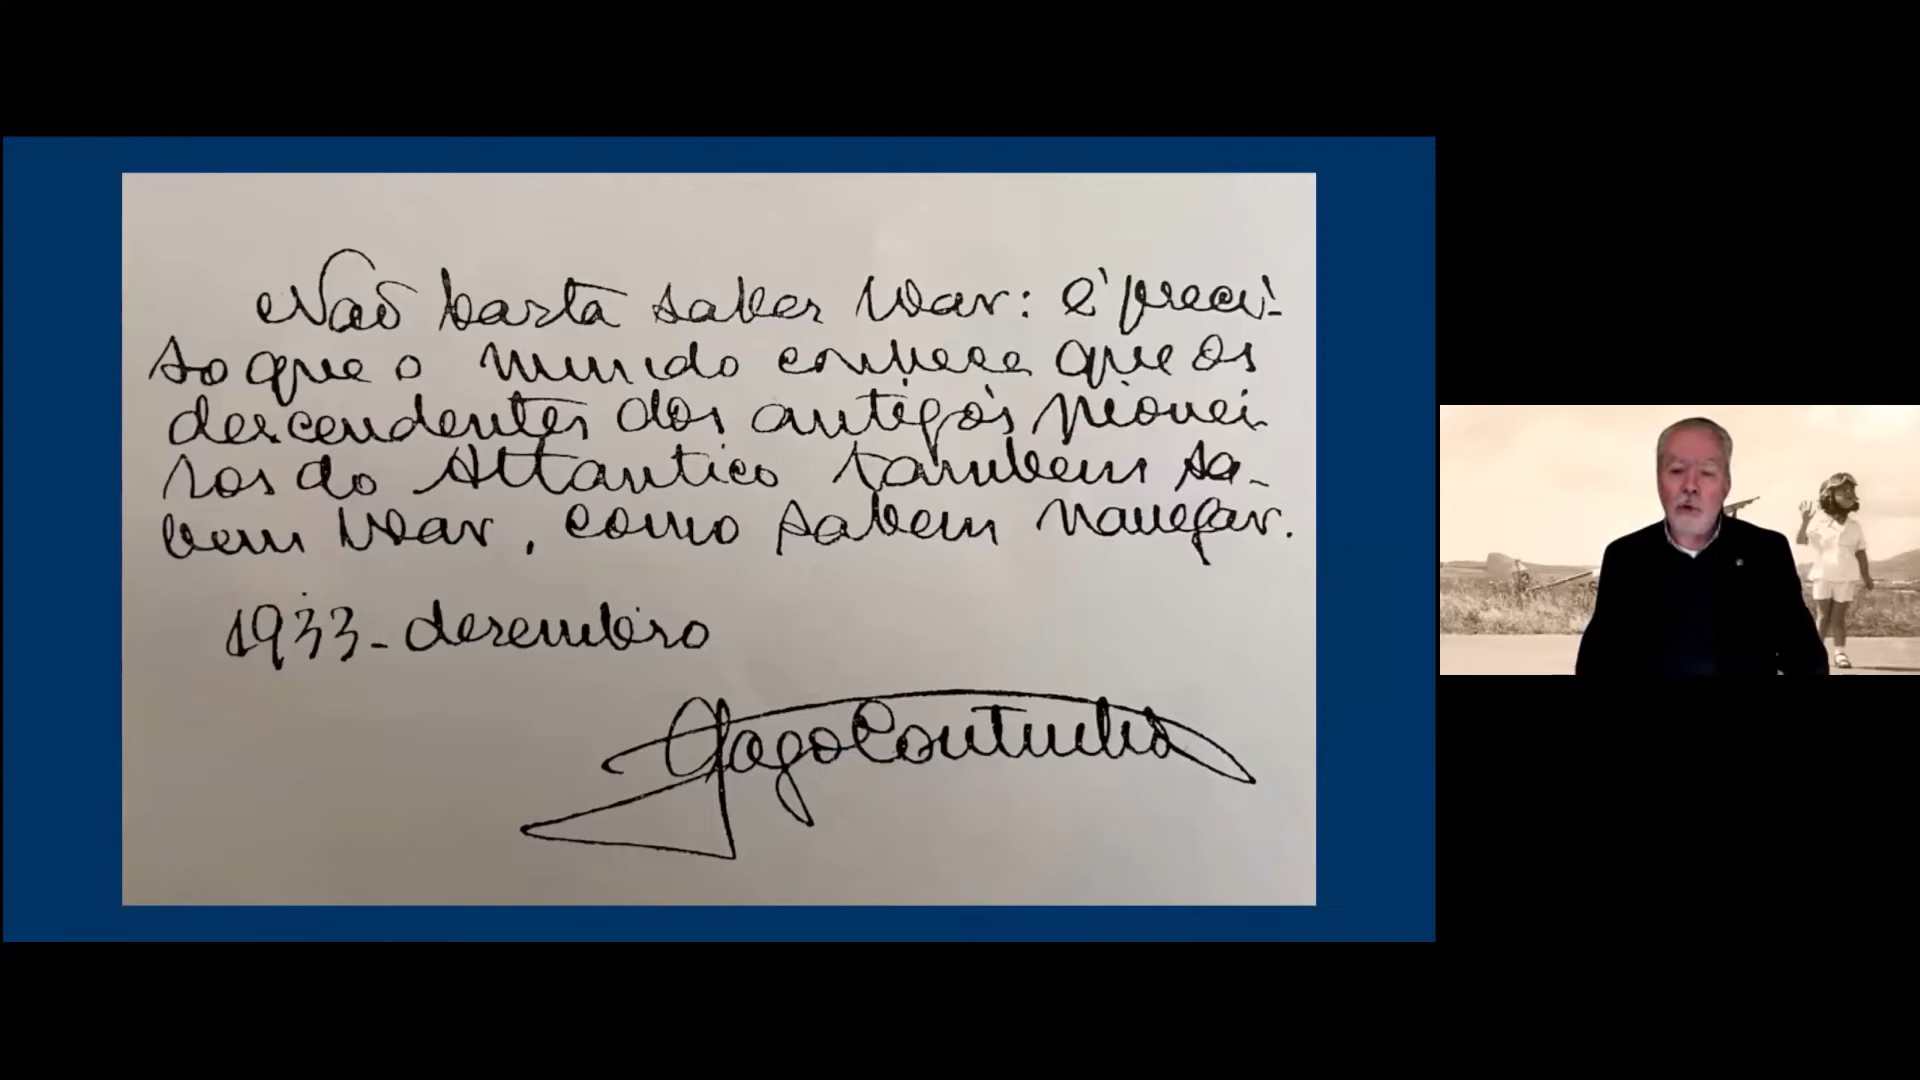 Não basta saber voar: é preci-
so que o mundo conheça que os
descendentes dos antigos pionei
ros do Atlantico tambem sa-
bem voar, como sabem navegar.
1933-dezembro
Gago Coutinho